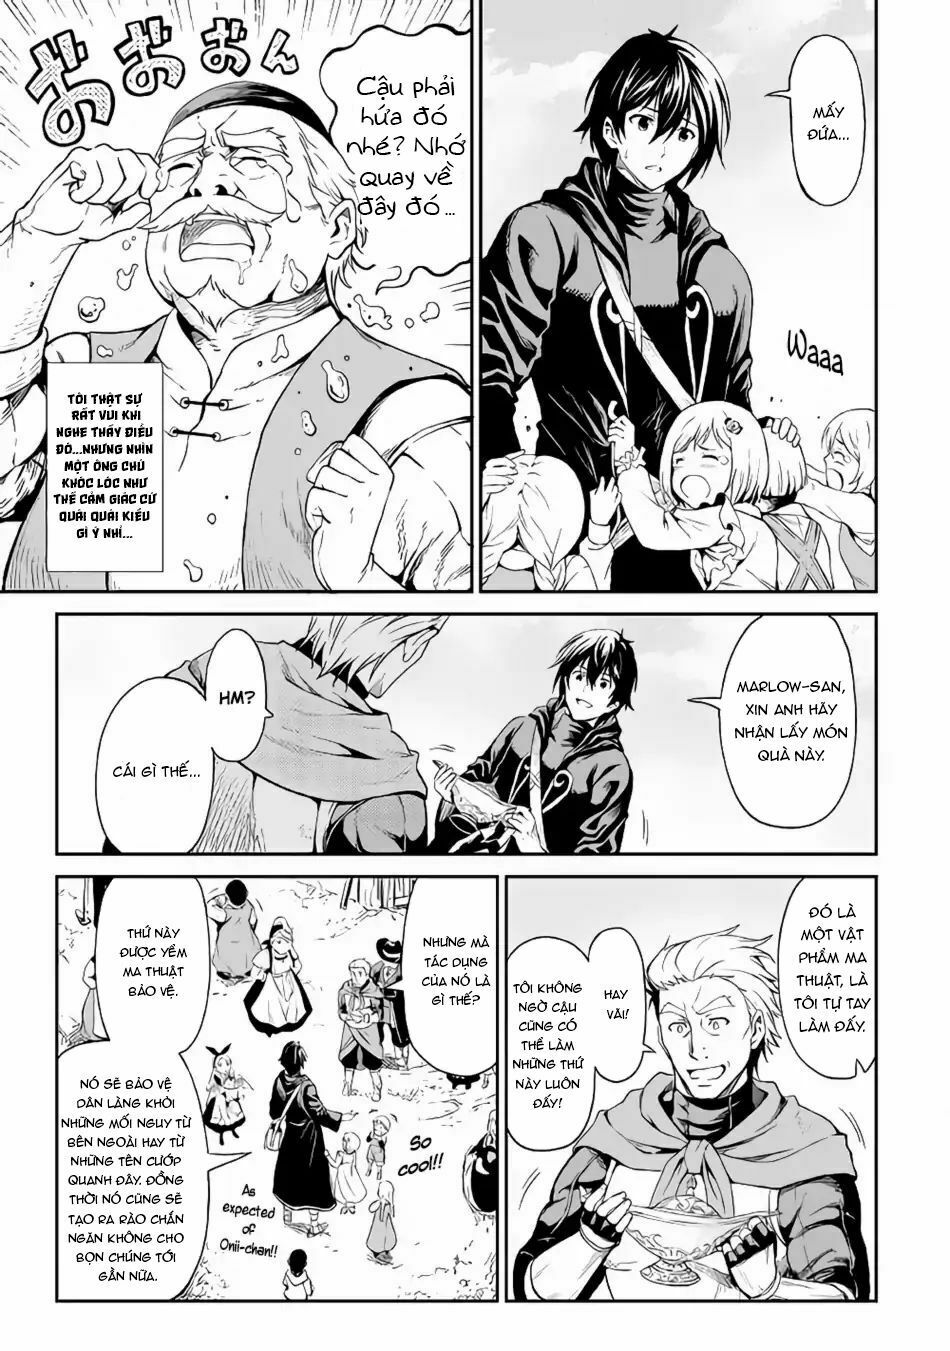 MẤY
ĐỨA...
Waaa
おおおおん
Cậu phải
hứa đó
nhé? Nhớ
quay về
đây đó...
TÔI THẬT SỰ
RẤT VUI KHI
NGHE THẤY ĐIỀU
ĐÓ...NHƯNG NHÌN
MỘT ÔNG CHÚ
KHÓC LÓC NHƯ
THẾ CẢM GIÁC CỨ
QUÁI QUÁI KIỂU
GÌ Ý NHỈ...
MARLOW-SAN,
XIN ANH HÃY
NHẬN LẤY MÓN
QUÀ NÀY.
HM?
CÁI GÌ THẾ...
ĐÓ LÀ
MỘT VẬT
PHẨM MA
THUẬT, LÀ
TÔI TỰ TAY
LÀM ĐẤY.
HAY
VÃI!
TÔI KHÔNG
NGỜ CẬU
CŨNG CÓ
THỂ LÀM
NHỮNG THỨ
NÀY LUÔN
ĐẤY!
NHƯNG MÀ
TÁC DỤNG
CỦA NÓ LÀ
GÌ THẾ?
THỨ NÀY
ĐƯỢC YỂM
MA THUẬT
BẢO VỆ.
NÓ SẼ BẢO VỆ
DÂN LÀNG KHỎI
NHỮNG MỐI NGUY TỪ
BÊN NGOÀI HAY TỪ
NHỮNG TÊN CƯỚP
QUANH ĐÂY. ĐỒNG
THỜI NÓ CŨNG SẼ
TẠO RA RÀO CHẮN
NGĂN KHÔNG CHO
BỌN CHÚNG TỚI
GẦN NỮA.
So
cool!!
As
expected
of
Onii-chan!!